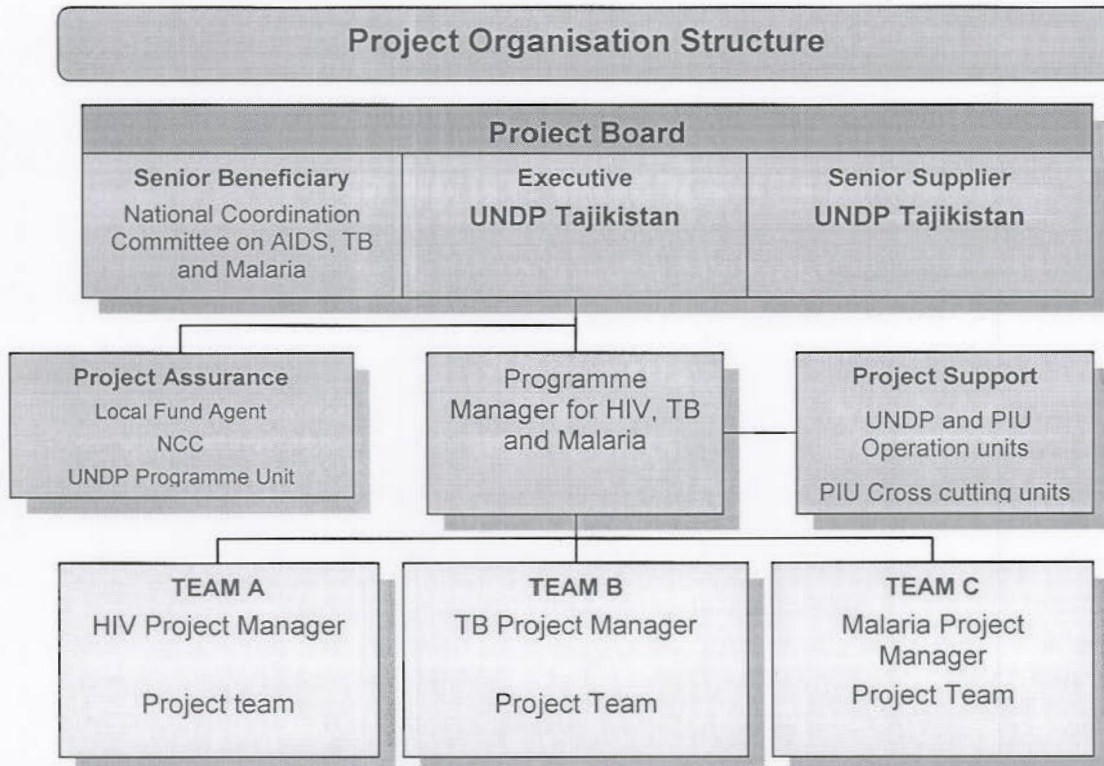 Project Organisation Structure
Project Board
Senior Beneficiary
National Coordination
Committee on AIDS, TB
and Malaria
Executive
UNDP Tajikistan
Senior Supplier
UNDP Tajikistan
Project Assurance
Local Fund Agent
NCC
UNDP Programme Unit
Programme
Manager for HIV, TB
and Malaria
Project Support
UNDP and PIU
Operation units
PIU Cross cutting units
TEAM A
HIV Project Manager
Project team
TEAM B
TB Project Manager
Project Team
TEAM C
Malaria Project
Manager
Project Team